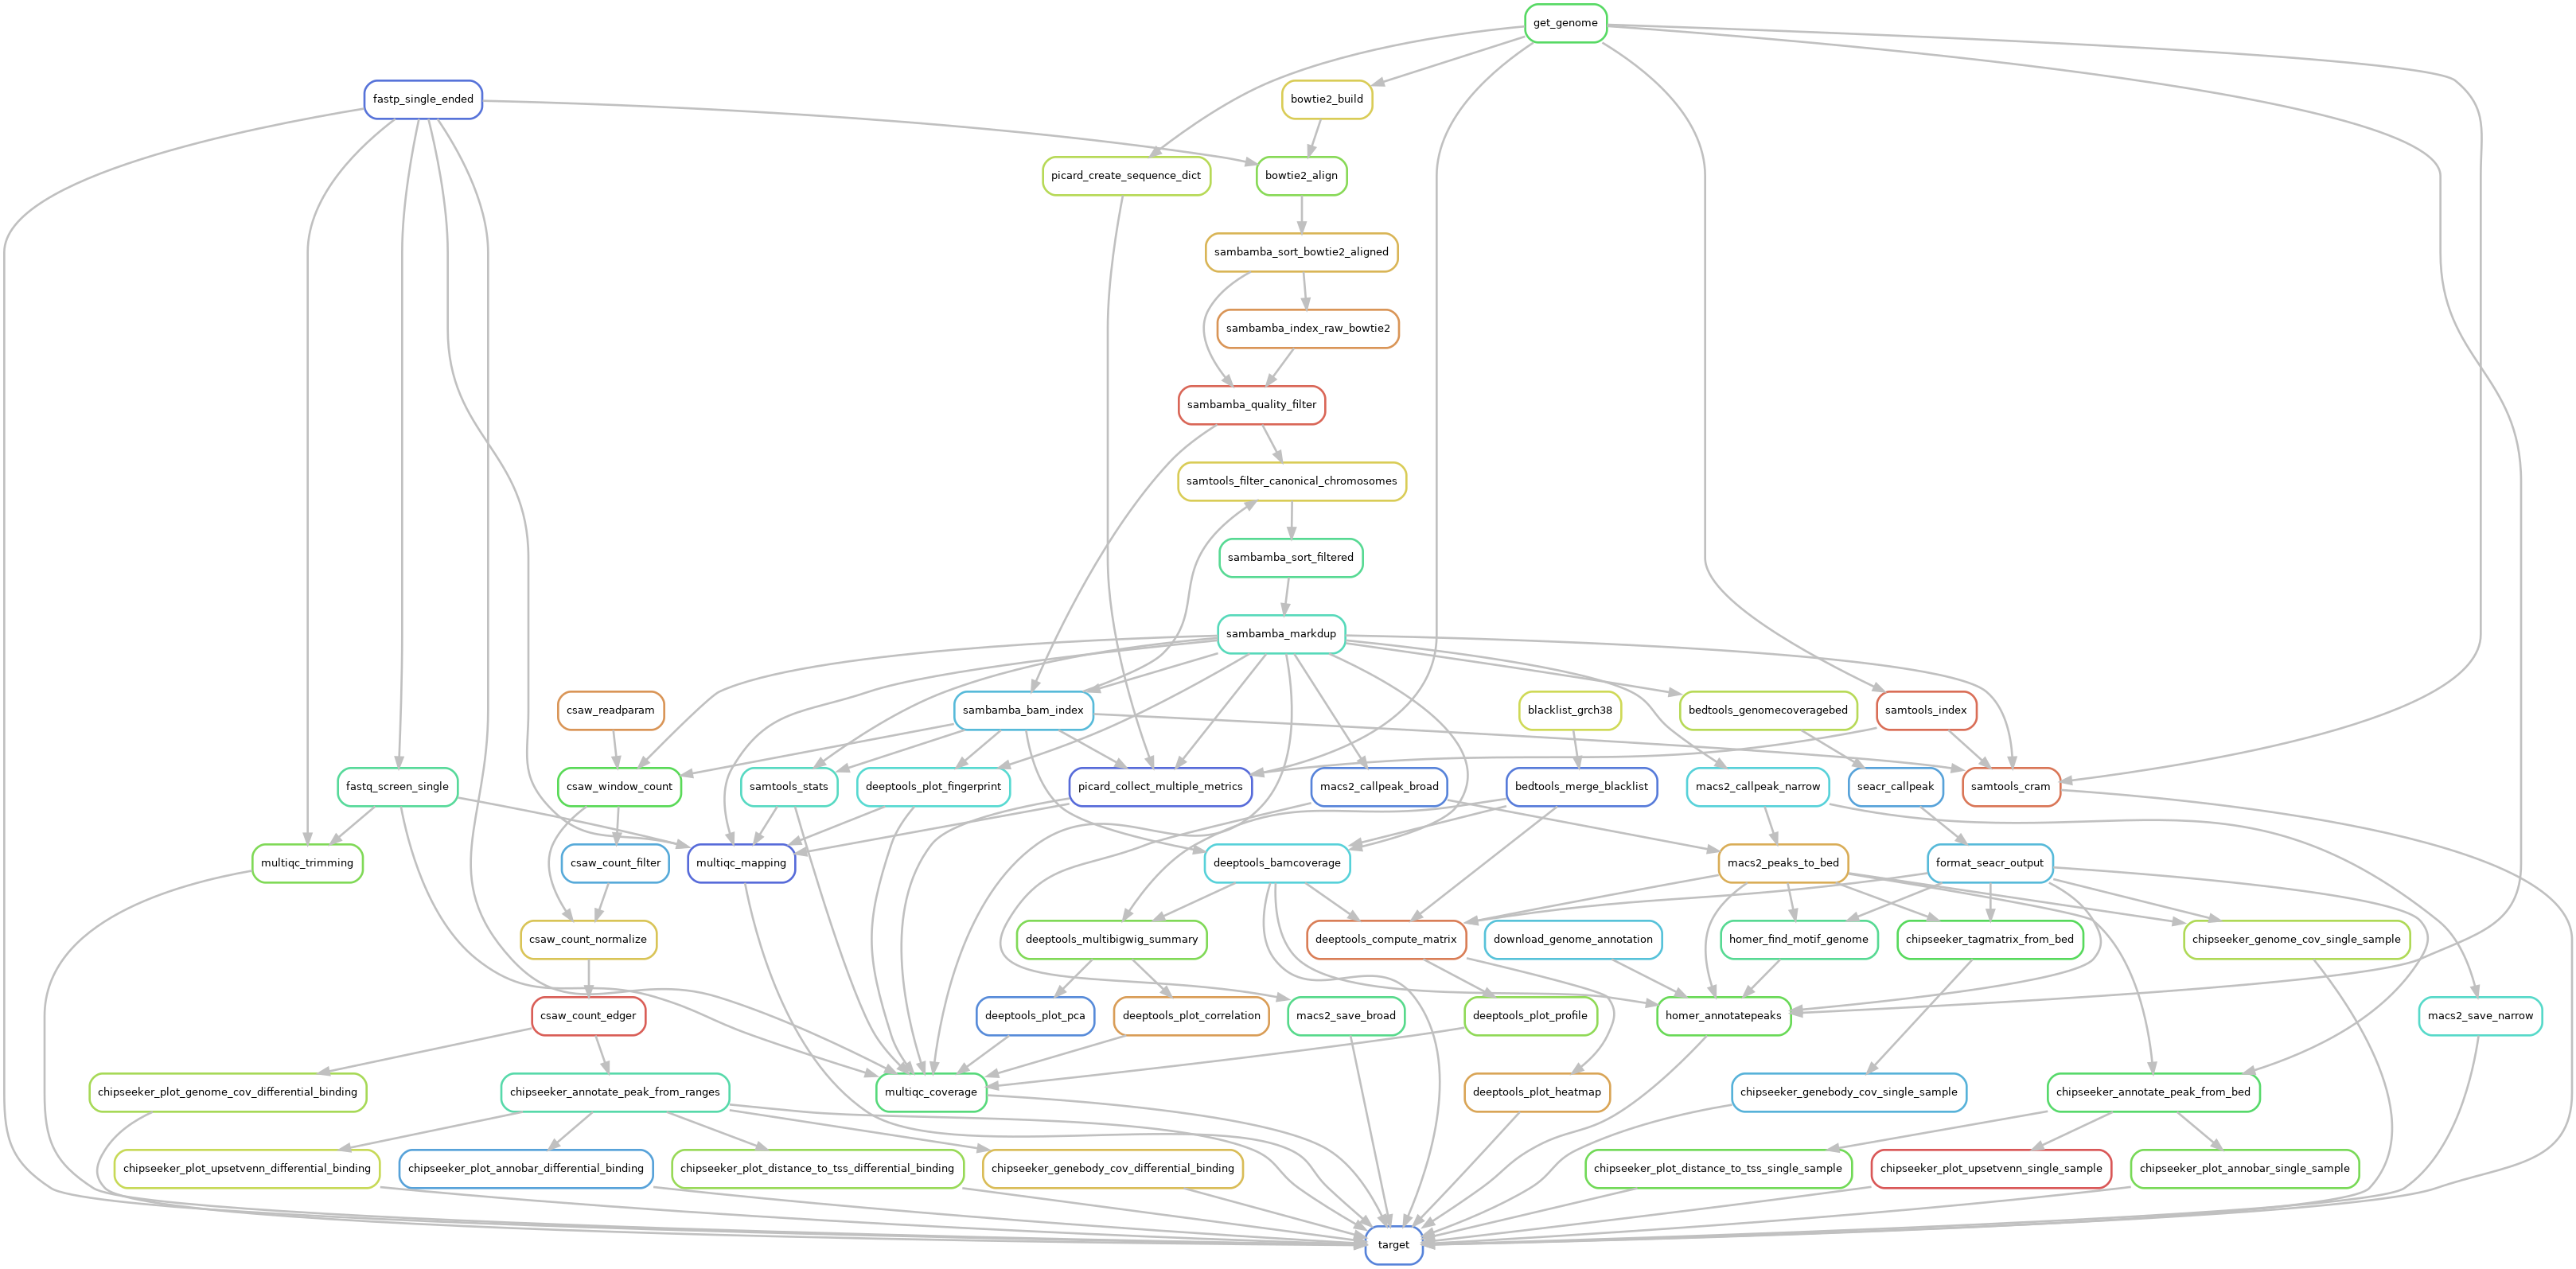 get_genome
fastp_single_ended
bowtie2_build
picard_create_sequence_dict
bowtie2_align
sambamba_sort_bowtie2_aligned
sambamba_index_raw_bowtie2
sambamba_quality_filter
samtools_filter_canonical_chromosomes
sambamba_sort_filtered
sambamba_markdup
csaw_readparam
sambamba_bam_index
blacklist_grch38
bedtools_genomecoveragebed
samtools_index
fastq_screen_single
csaw_window_count
samtools_stats
deeptools_plot_fingerprint
picard_collect_multiple_metrics
macs2_callpeak_broad
bedtools_merge_blacklist
macs2_callpeak_narrow
seacr_callpeak
samtools_cram
multiqc_trimming
csaw_count_filter
multiqc_mapping
deeptools_bamcoverage
macs2_peaks_to_bed
format_seacr_output
csaw_count_normalize
deeptools_multibigwig_summary
deeptools_compute_matrix
download_genome_annotation
homer_find_motif_genome
chipseeker_tagmatrix_from_bed
chipseeker_genome_cov_single_sample
csaw_count_edger
deeptools_plot_pca
deeptools_plot_correlation
macs2_save_broad
deeptools_plot_profile
homer_annotatepeaks
macs2_save_narrow
chipseeker_plot_genome_cov_differential_binding
chipseeker_annotate_peak_from_ranges
multiqc_coverage
deeptools_plot_heatmap
chipseeker_genebody_cov_single_sample
chipseeker_annotate_peak_from_bed
chipseeker_plot_upsetvenn_differential_binding
chipseeker_plot_annobar_differential_binding
chipseeker_plot_distance_to_tss_differential_binding
chipseeker_genebody_cov_differential_binding
chipseeker_plot_distance_to_tss_single_sample
chipseeker_plot_upsetvenn_single_sample
chipseeker_plot_annobar_single_sample
target